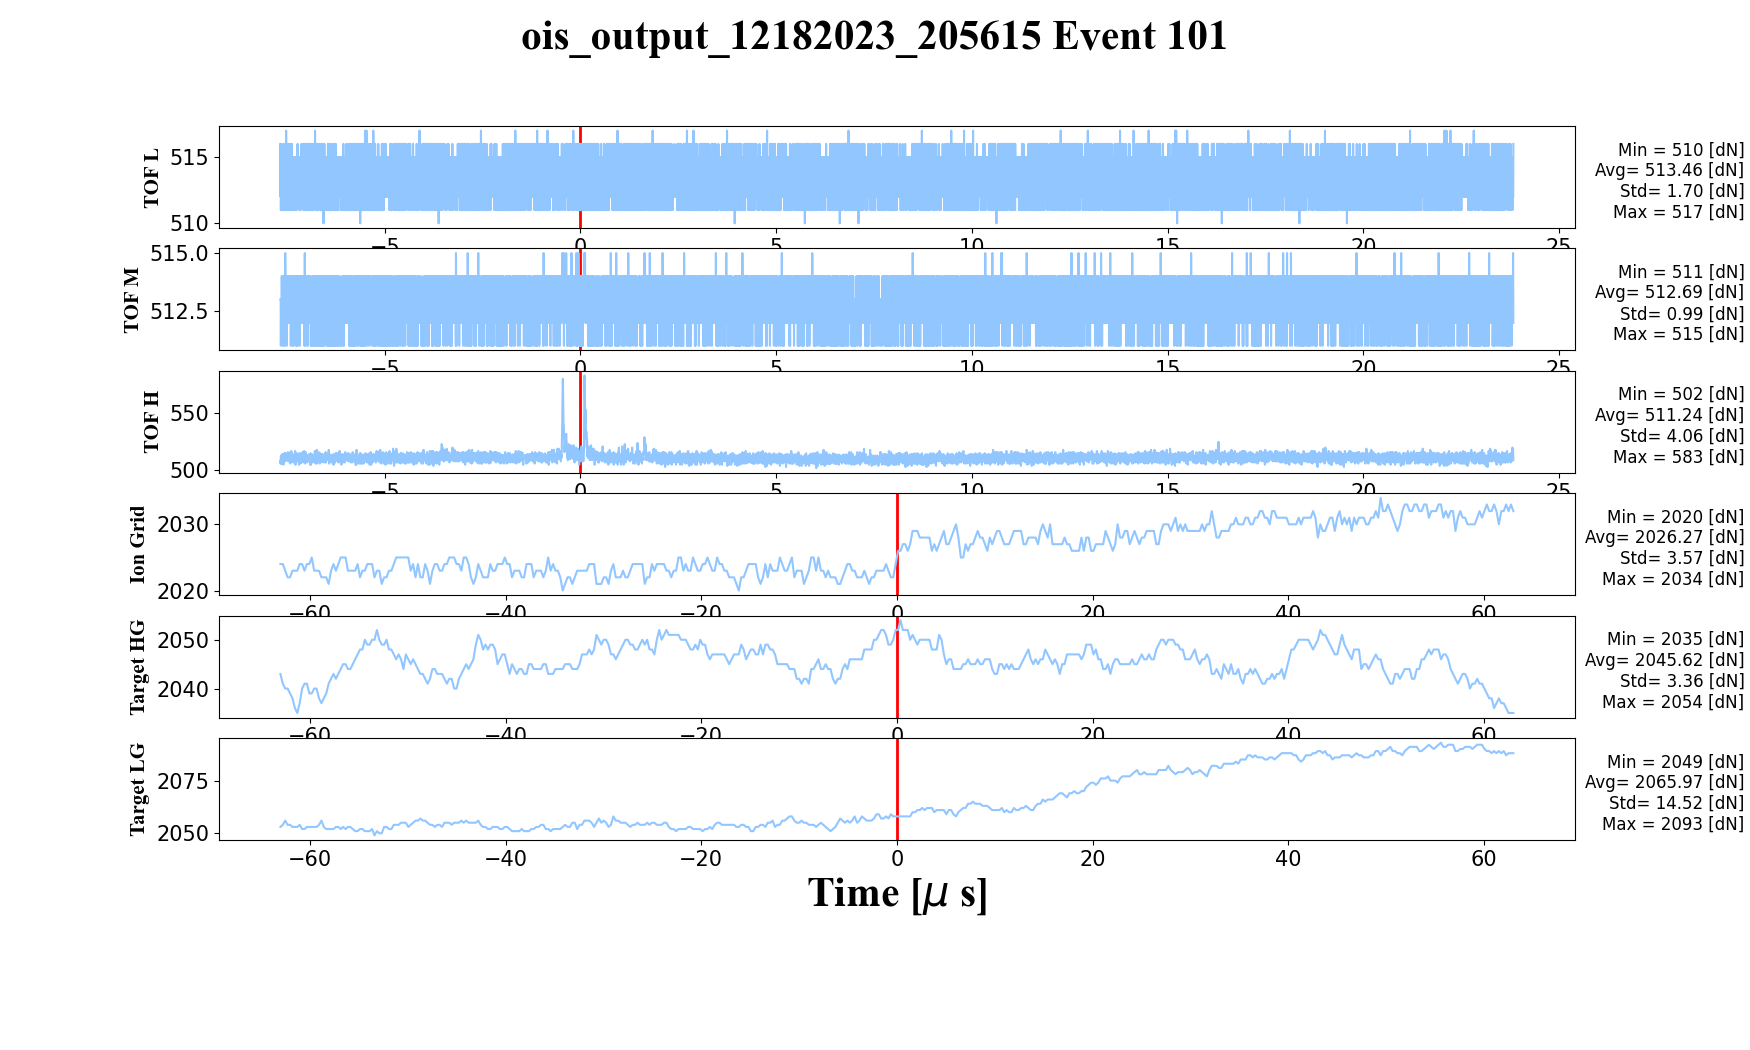 ois_output_12182023_205615 Event 101
TOF L
515
510
−5
0
5
10
15
20
25
Min = 510 [dN]
Avg= 513.46 [dN]
Std= 1.70 [dN]
Max = 517 [dN]
TOF M
515.0
512.5
−5
0
5
10
15
20
25
Min = 511 [dN]
Avg= 512.69 [dN]
Std= 0.99 [dN]
Max = 515 [dN]
TOF H
550
500
−5
0
5
10
15
20
25
Min = 502 [dN]
Avg= 511.24 [dN]
Std= 4.06 [dN]
Max = 583 [dN]
Ion Grid
2030
2020
−60
−40
−20
0
20
40
60
Min = 2020 [dN]
Avg= 2026.27 [dN]
Std= 3.57 [dN]
Max = 2034 [dN]
Target HG
2050
2040
−60
−40
−20
0
20
40
60
Min = 2035 [dN]
Avg= 2045.62 [dN]
Std= 3.36 [dN]
Max = 2054 [dN]
Target LG
2075
2050
−60
−40
−20
0
20
40
60
Min = 2049 [dN]
Avg= 2065.97 [dN]
Std= 14.52 [dN]
Max = 2093 [dN]
Time [μ s]